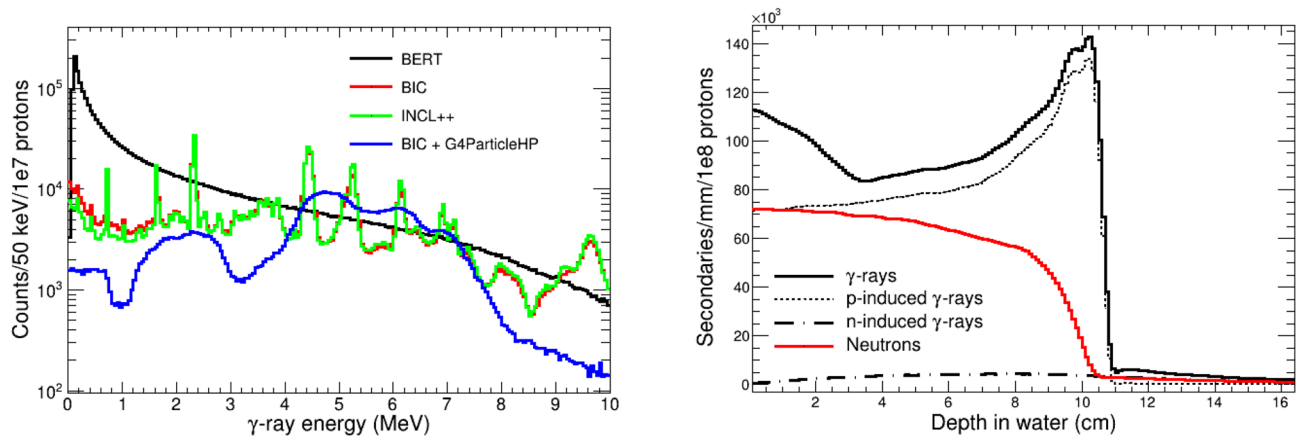 Counts/50 keV/1e7 protons
10⁵
10⁴
10³
10²
BERT
BIC
INCL++
BIC + G4ParticleHP
0 1 2 3 4 5 6 7 8 9 10
γ-ray energy (MeV)
×10³
Secondaries/mm/1e8 protons
140
120
100
80
60
40
20
0
γ-rays
p-induced γ-rays
n-induced γ-rays
Neutrons
2 4 6 8 10 12 14 16
Depth in water (cm)